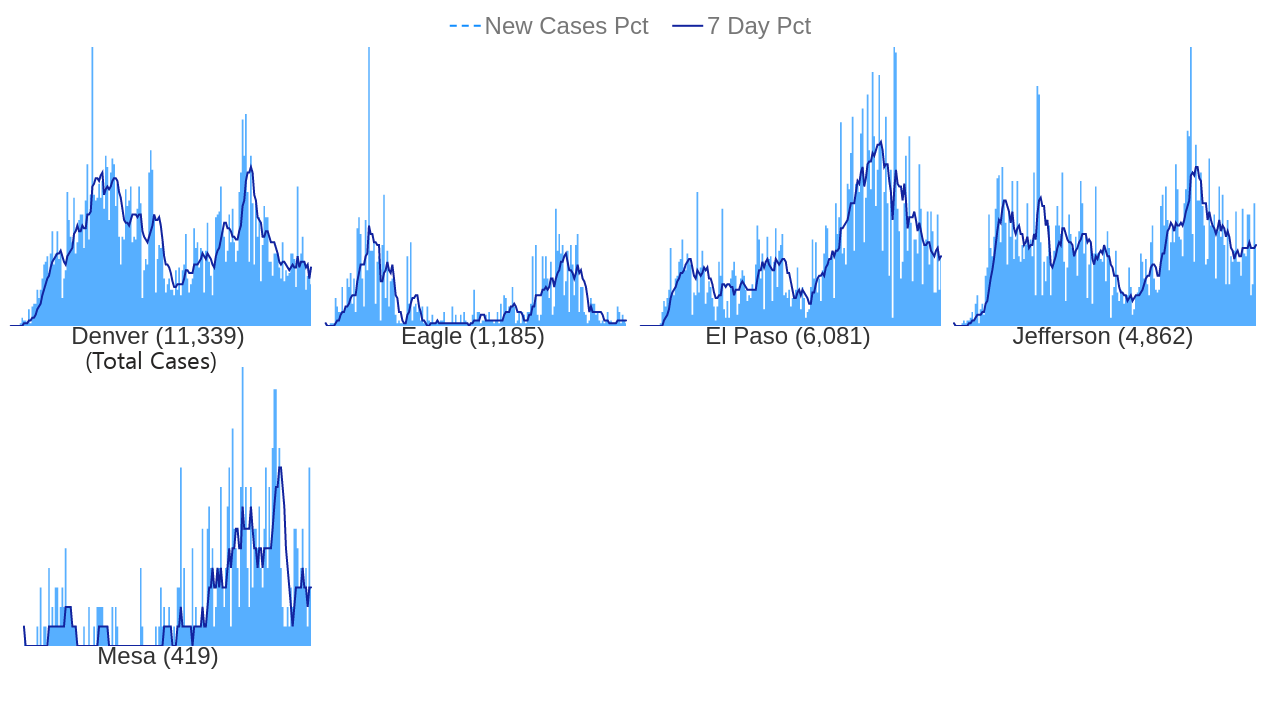 New Cases Pct 7 Day Pct
Denver (11,339) Eagle (1,185) El Paso (6,081) Jefferson (4,862)
(Total Cases)
Mesa (419)